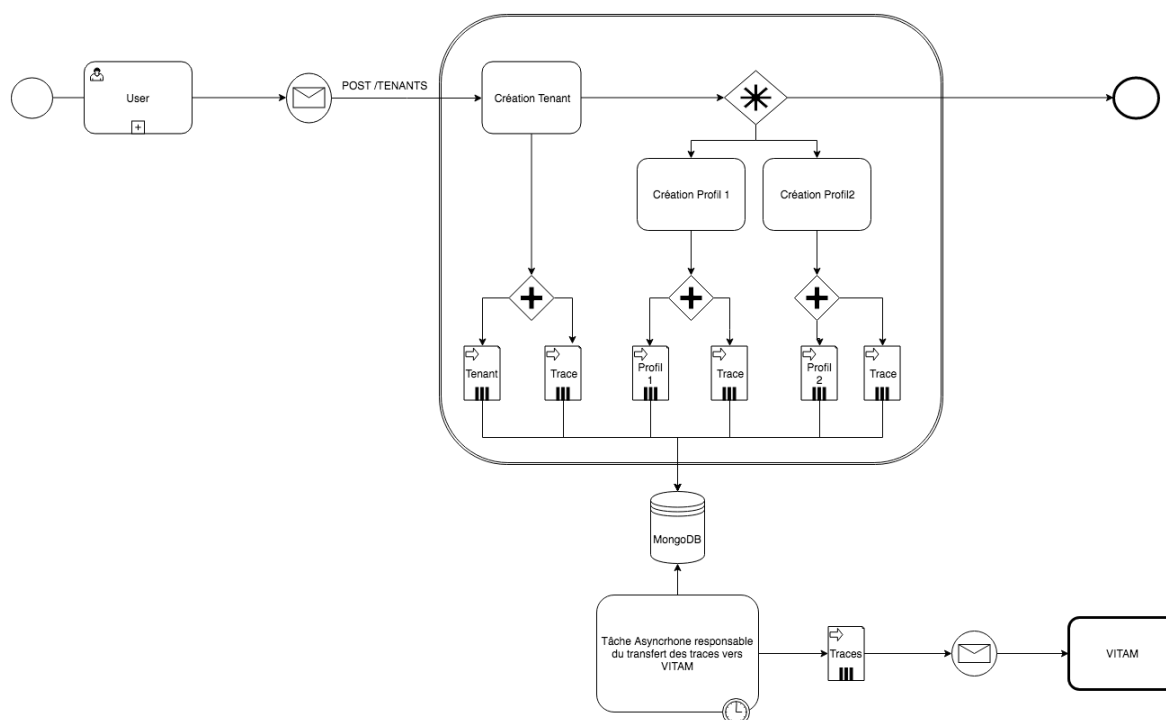 User
POST /TENANTS
Création Tenant
Création Profil 1
Création Profil2
Tenant
Trace
Profil
1
Trace
Profil
2
Trace
MongoDB
Tâche Asyncrhone responsable
du transfert des traces vers
VITAM
Traces
VITAM